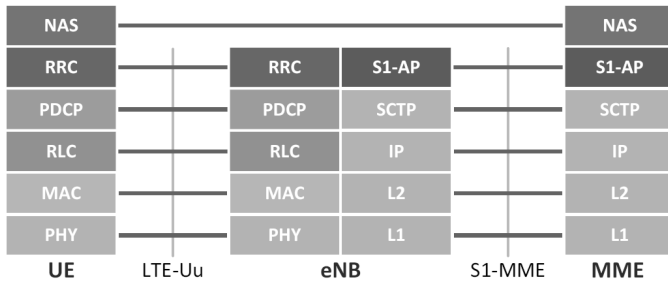 NAS NAS
RRC RRC S1-AP S1-AP
PDCP PDCP SCTP SCTP
RLC RLC IP IP
MAC MAC L2 L2
PHY PHY L1 L1
UE LTE-Uu eNB S1-MME MME